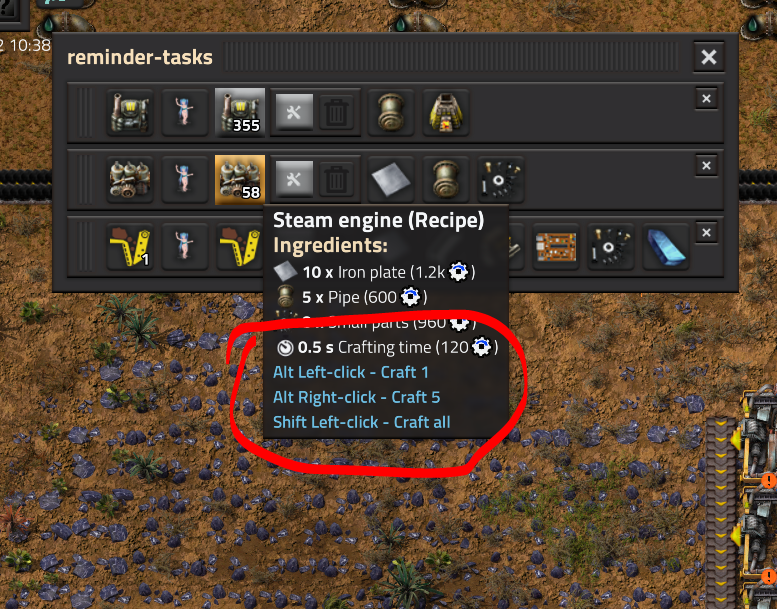 2 10:38
reminder-tasks
355
58
1
Steam engine (Recipe)
Ingredients:
10 x Iron plate (1.2k )
5 x Pipe (600 )
Small parts (960 )
0.5 s Crafting time (120 )
Alt Left-click - Craft 1
Alt Right-click - Craft 5
Shift Left-click - Craft all